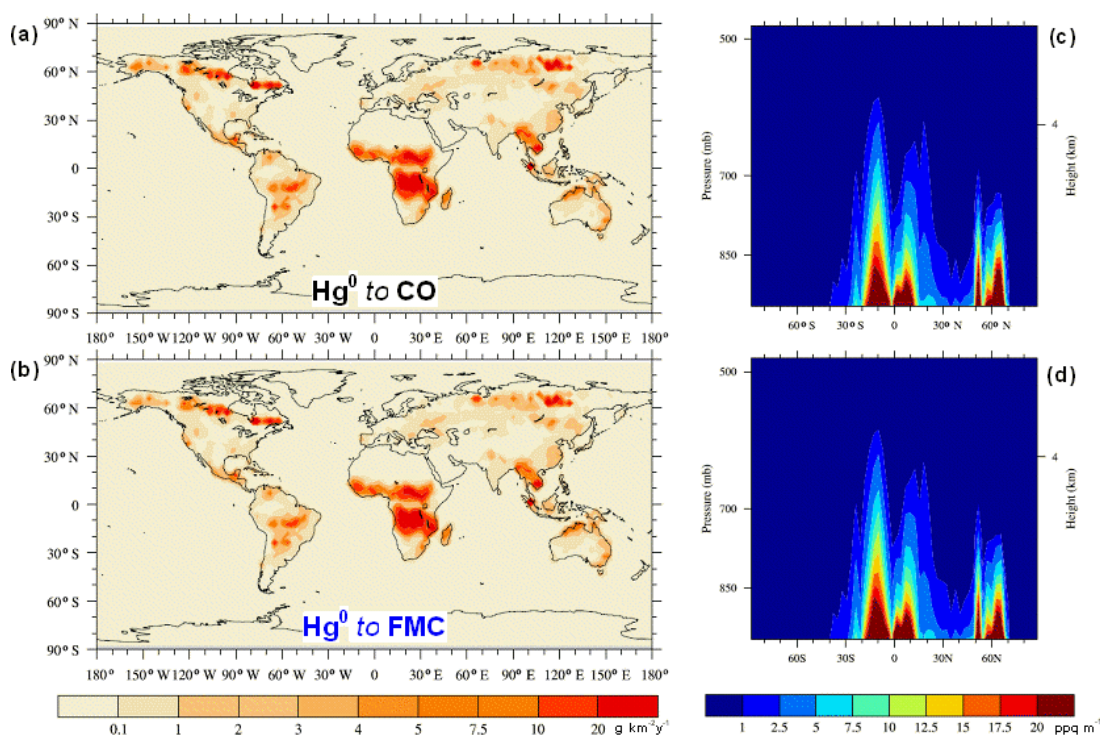 (a)
90° N
60° N
30° N
0
30° S
60° S
90° S
Hg⁰ to CO
180° 150° W 120° W 90° W 60° W 30° W 0 30° E 60° E 90° E 120° E 150° E 180°
(b)
90° N
60° N
30° N
0
30° S
60° S
90° S
Hg⁰ to FMC
180° 150° W 120° W 90° W 60° W 30° W 0 30° E 60° E 90° E 120° E 150° E 180°
0.1 1 2 3 4 5 7.5 10 20 g km⁻²y⁻¹
(c)
500
700
850
Pressure (mb)
4
Height (km)
60° S 30° S 0 30° N 60° N
(d)
500
700
850
Pressure (mb)
4
Height (km)
60S 30S 0 30N 60N
1 2.5 5 7.5 10 12.5 15 17.5 20 ppq m⁻¹